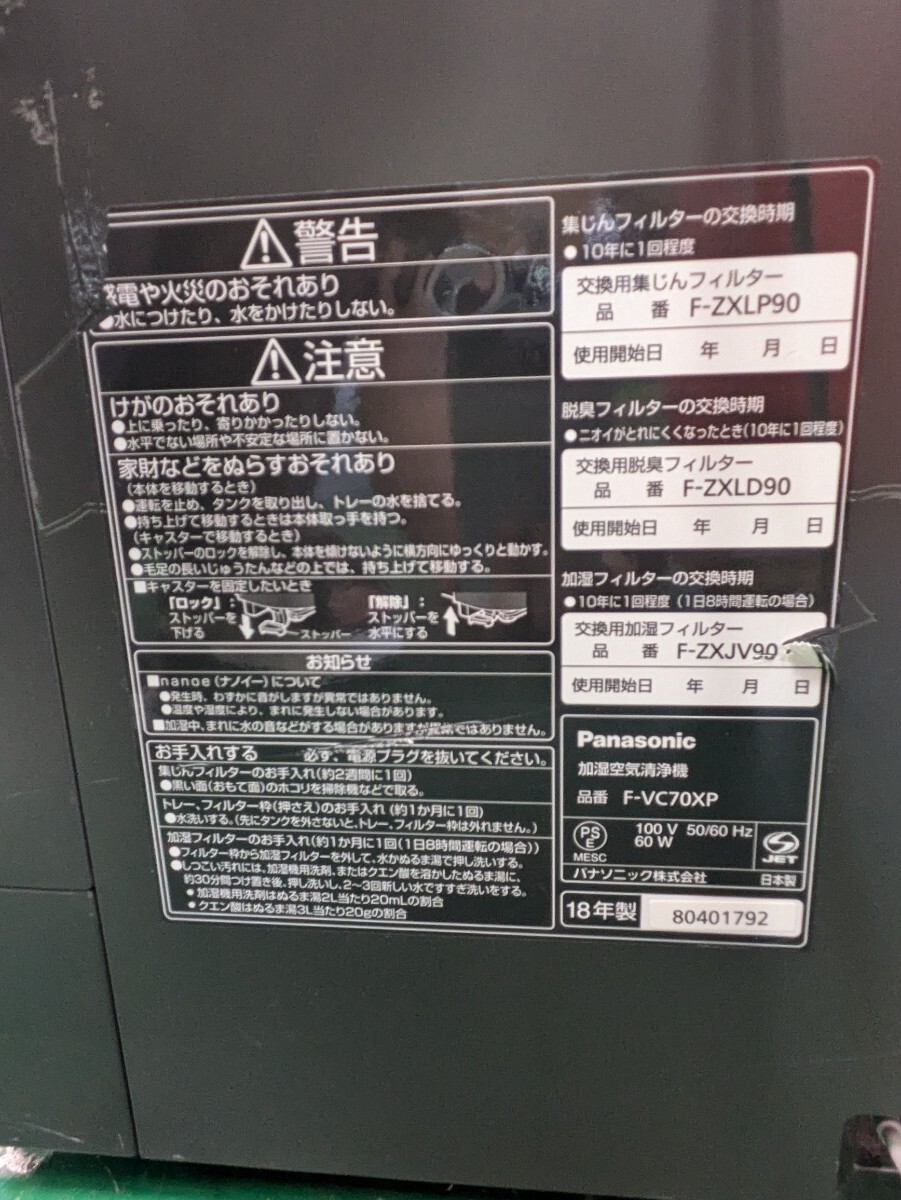 警告
感電や火災のおそれあり
●水につけたり、水をかけたりしない。
注意
けがのおそれあり
●上に乗ったり、寄りかかったりしない。
●水平でない場所や不安定な場所に置かない。
家財などをぬらすおそれあり
(本体を移動するとき)
●運転を止め、タンクを取り出し、トレーの水を捨てる。
●持ち上げて移動するときは本体取っ手を持つ。
(キャスターで移動するとき)
●ストッパーのロックを解除し、本体を傾けないように横方向にゆっくりと動かす。
●毛足の長いじゅうたんなどの上では、持ち上げて移動する。
■キャスターを固定したいとき
「ロック」:
ストッパーを
下げる
ストッパー
「解除」:
ストッパーを
水平にする
お知らせ
■nanoe(ナノイー)について
●発生時、わずかに音がしますが異常ではありません。
●温度や湿度により、まれに発生しない場合があります。
■加湿中、まれに水の音などがする場合がありますが異常ではありません。
お手入れする 必ず、電源プラグを抜いてください。
集じんフィルターのお手入れ(約2週間に1回)
●黒い面(おもて面)のホコリを掃除機などで取る。
トレー、フィルター枠(押さえ)のお手入れ(約1か月に1回)
●水洗いする。(先にタンクを外さないと、トレー、フィルター枠は外れません。)
加湿フィルターのお手入れ(約1か月に1回(1日8時間運転の場合))
●フィルター枠から加湿フィルターを外して、水かぬるま湯で押し洗いする。
●しつこい汚れには、加湿機用洗剤、またはクエン酸を溶かしたぬるま湯に、
約30分間つけ置き後、押し洗いし、2〜3回新しい水ですすぎ洗いをする。
• 加湿機用洗剤はぬるま湯2L当たり20mLの割合
• クエン酸はぬるま湯3L当たり20gの割合
集じんフィルターの交換時期
●10年に1回程度
交換用集じんフィルター
品 番 F-ZXLP90
使用開始日 年 月 日
脱臭フィルターの交換時期
●ニオイがとれにくくなったとき(10年に1回程度)
交換用脱臭フィルター
品 番 F-ZXLD90
使用開始日 年 月 日
加湿フィルターの交換時期
●10年に1回程度(1日8時間運転の場合)
交換用加湿フィルター
品 番 F-ZXJV90
使用開始日 年 月 日
Panasonic
加湿空気清浄機
品番 F-VC70XP
PS
E
MESC
100 V 50/60 Hz
60 W
JET
パナソニック株式会社
日本製
18年製
80401792